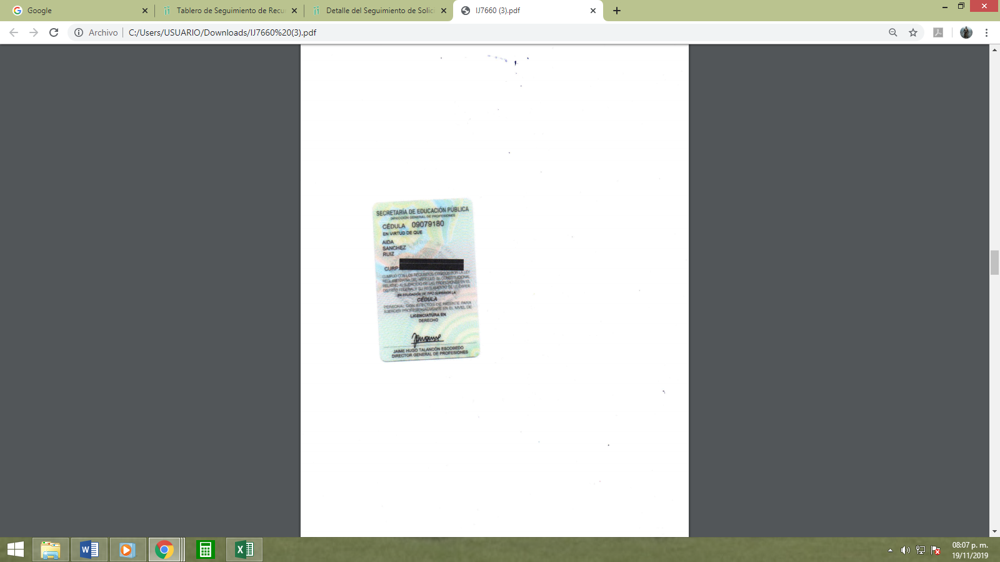 Google
Tablero de Seguimiento de Recu
Detalle del Seguimiento de Solici
IJ7660 (3).pdf
Archivo
C:/Users/USUARIO/Downloads/IJ7660%20(3).pdf
SECRETARÍA DE EDUCACIÓN PÚBLICA
DIRECCIÓN GENERAL DE PROFESIONES
CÉDULA 09079180
EN VIRTUD DE QUE
AIDA
SANCHEZ
RUIZ
CURP
CUMPLIÓ CON LOS REQUISITOS EXIGIDOS POR LA LEY
REGLAMENTARIA DEL ARTÍCULO 5o. CONSTITUCIONAL
RELATIVO AL EJERCICIO DE LAS PROFESIONES EN EL
DISTRITO FEDERAL Y SU REGLAMENTO SE LE EXPIDE
EN EDUCACIÓN DE TIPO SUPERIOR LA
CÉDULA
PERSONAL CON EFECTOS DE PATENTE PARA
EJERCER PROFESIONALMENTE EN EL NIVEL DE
LICENCIATURA EN
DERECHO
JAIME HUGO TALANCÓN ESCOBEDO
DIRECTOR GENERAL DE PROFESIONES
08:07 p. m.
19/11/2019